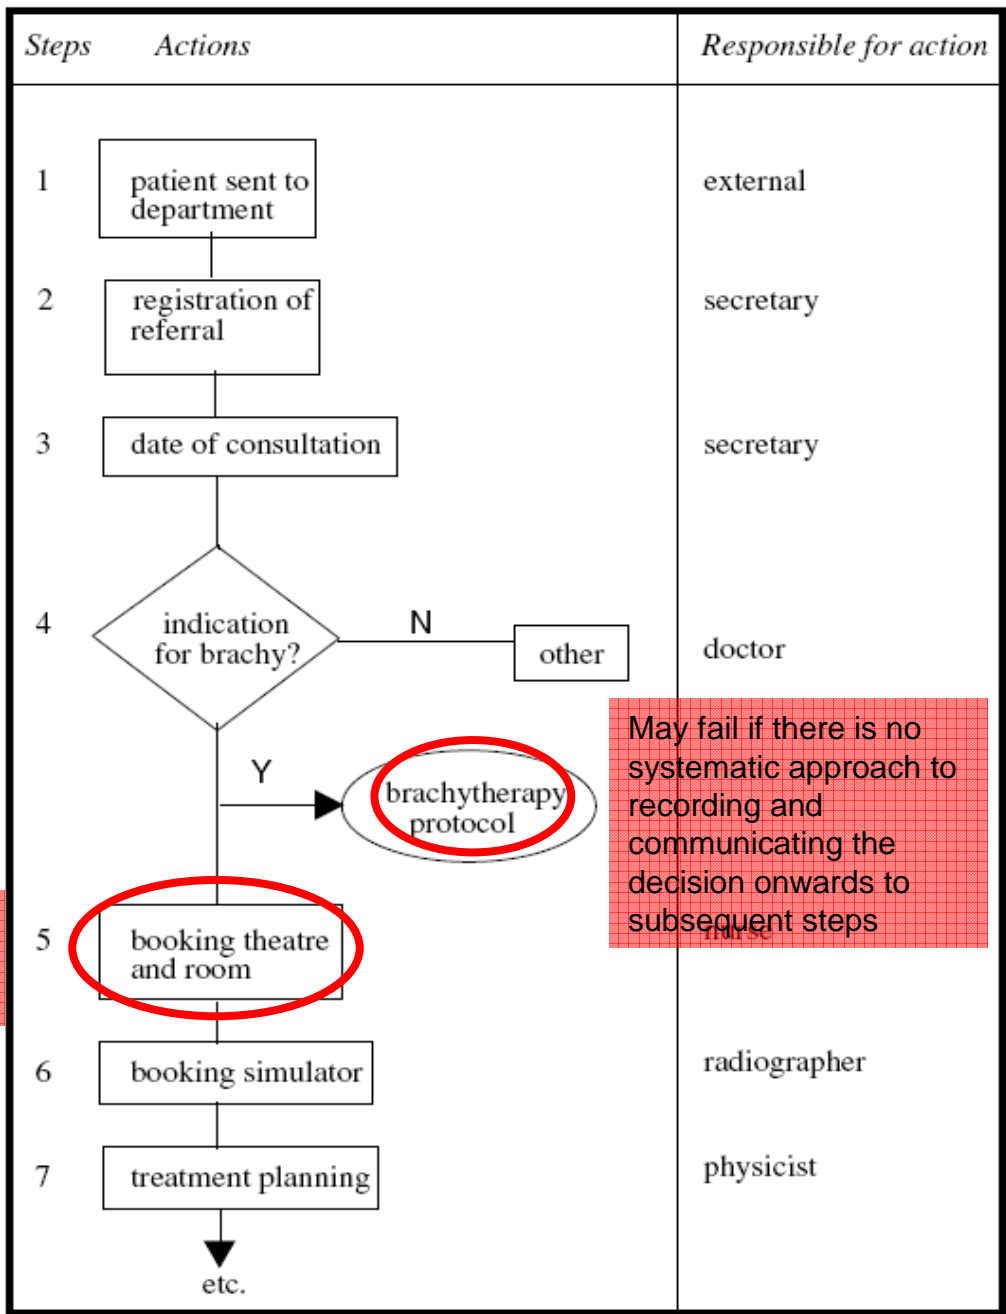 Steps Actions Responsible for action
1 patient sent to external
department
2 registration of secretary
referral
3 date of consultation secretary
4 indication N
for brachy? other doctor
May fail if there is no
systematic approach to
recording and
communicating the
decision onwards to
subsequent steps
Y
brachytherapy
protocol
5 booking theatre nurse
and room
6 booking simulator radiographer
7 treatment planning physicist
etc.